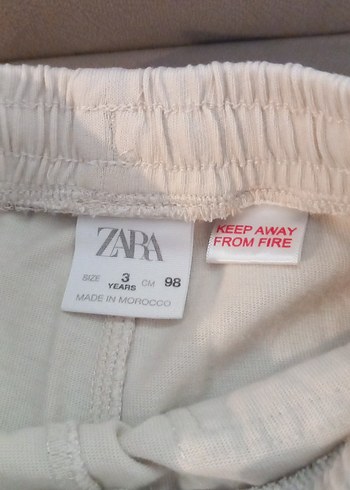 ZARA
SIZE 3 YEARS CM 98
MADE IN MOROCCO
KEEP AWAY
FROM FIRE